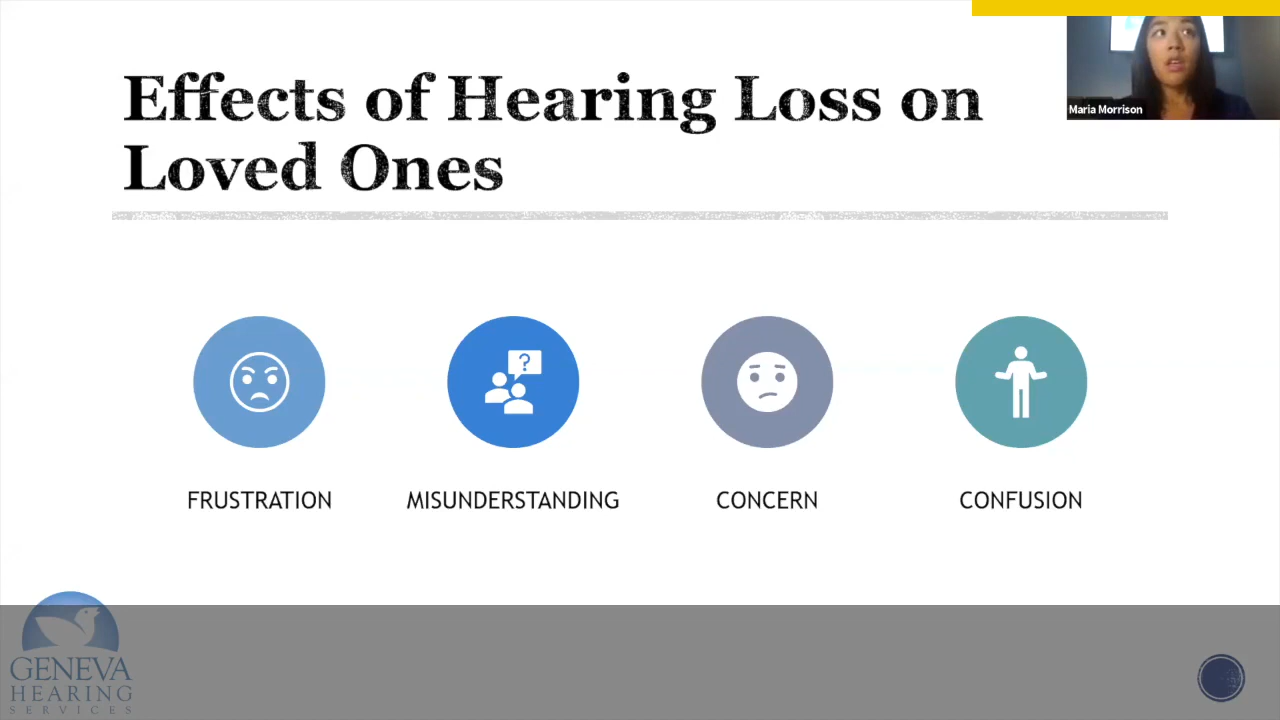 Effects of Hearing Loss on
Loved Ones
Maria Morrison
?
FRUSTRATION
MISUNDERSTANDING
CONCERN
CONFUSION
GENEVA
HEARING
SERVICES